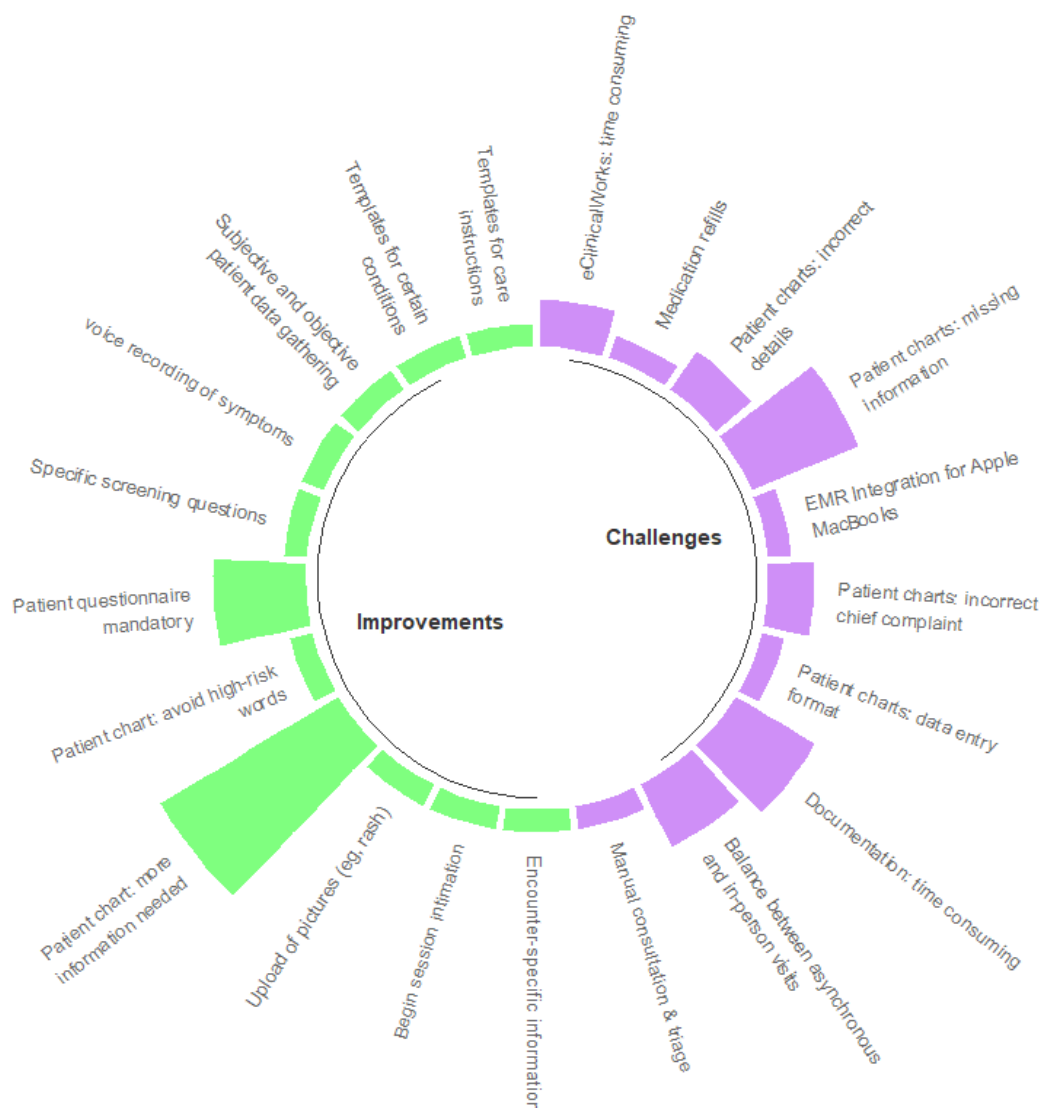 eClinicalWorks: time consuming
Medication refills
Patient charts: incorrect
details
Patient charts: missing
information
EMR Integration for Apple
MacBooks
Patient charts: incorrect
chief complaint
Patient charts: data entry
format
Documentation: time consuming
Balance between asynchronous
and in-person visits
Manual consultation & triage
Encounter-specific information
Begin session intimation
Upload of pictures (eg, rash)
Patient chart: more
information needed
Patient chart: avoid high-risk
words
Patient questionnaire
mandatory
Specific screening questions
voice recording of symptoms
Subjective and objective
patient data gathering
Templates for certain
conditions
Templates for care
instructions
Challenges
Improvements